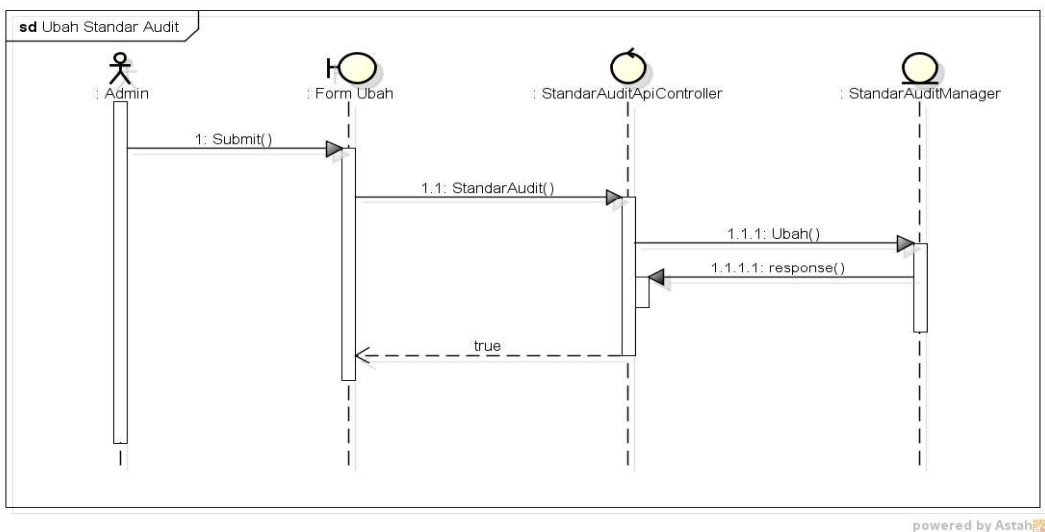 sd Ubah Standar Audit
: Admin
: Form Ubah
: StandarAuditApiController
: StandarAuditManager
1: Submit()
1.1: StandarAudit()
1.1.1: Ubah()
1.1.1.1: response()
true
powered by Astah